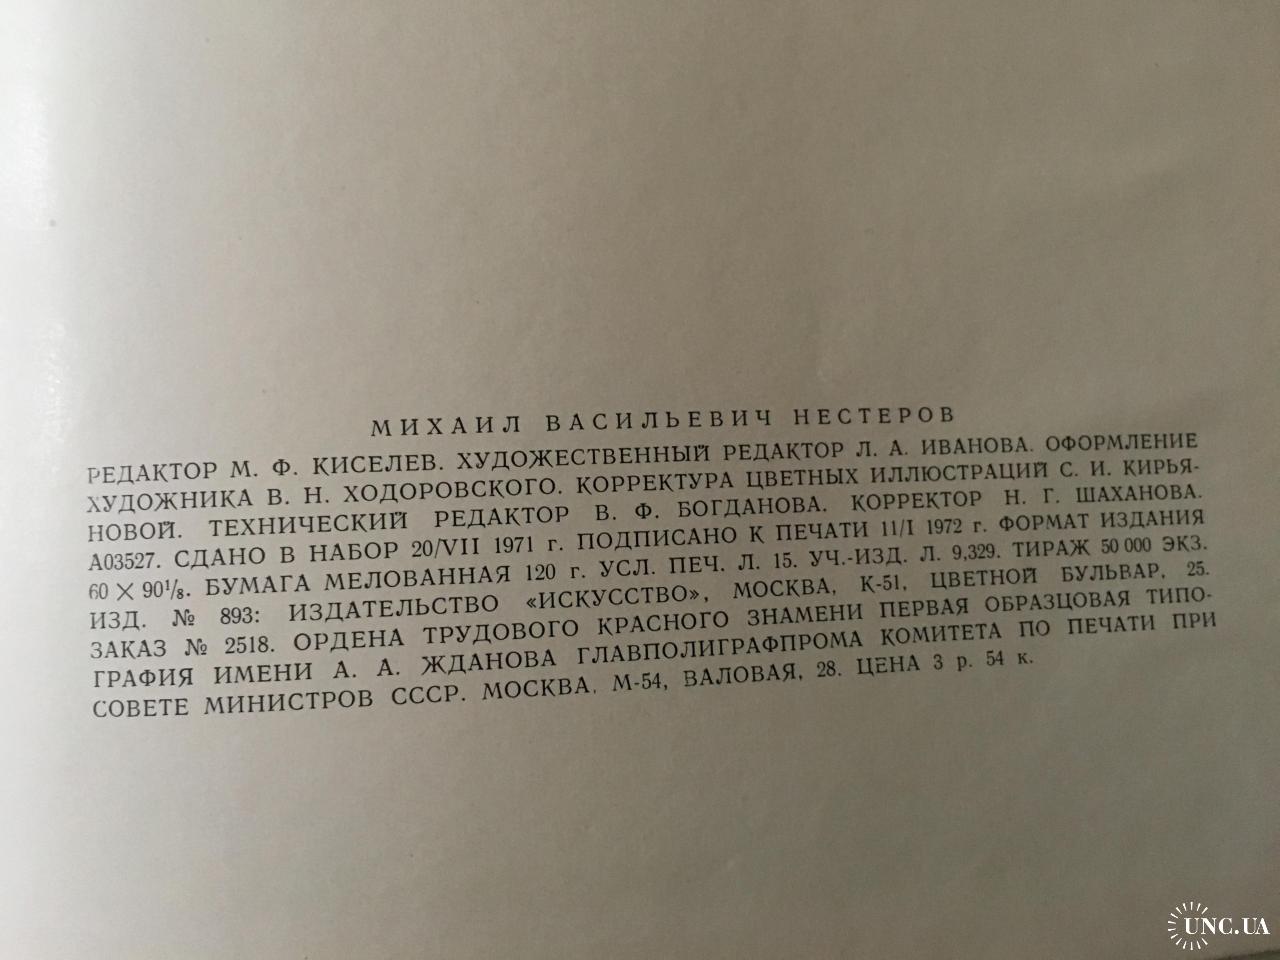 МИХАИЛ ВАСИЛЬЕВИЧ НЕСТЕРОВ
РЕДАКТОР М. Ф. КИСЕЛЕВ. ХУДОЖЕСТВЕННЫЙ РЕДАКТОР Л. А. ИВАНОВА. ОФОРМЛЕНИЕ
ХУДОЖНИКА В. Н. ХОДОРОВСКОГО. КОРРЕКТУРА ЦВЕТНЫХ ИЛЛЮСТРАЦИЙ С. И. КИРЬЯ-
НОВОЙ. ТЕХНИЧЕСКИЙ РЕДАКТОР В. Ф. БОГДАНОВА. КОРРЕКТОР Н. Г. ШАХАНОВА.
А03527. СДАНО В НАБОР 20/VII 1971 г. ПОДПИСАНО К ПЕЧАТИ 11/I 1972 г. ФОРМАТ ИЗДАНИЯ
60 × 90¹/₈. БУМАГА МЕЛОВАННАЯ 120 г. УСЛ. ПЕЧ. Л. 15. УЧ.-ИЗД. Л. 9,329. ТИРАЖ 50 000 ЭКЗ.
ИЗД. № 893: ИЗДАТЕЛЬСТВО «ИСКУССТВО», МОСКВА, К-51, ЦВЕТНОЙ БУЛЬВАР, 25.
ЗАКАЗ № 2518. ОРДЕНА ТРУДОВОГО КРАСНОГО ЗНАМЕНИ ПЕРВАЯ ОБРАЗЦОВАЯ ТИПО-
ГРАФИЯ ИМЕНИ А. А. ЖДАНОВА ГЛАВПОЛИГРАФПРОМА КОМИТЕТА ПО ПЕЧАТИ ПРИ
СОВЕТЕ МИНИСТРОВ СССР. МОСКВА, М-54, ВАЛОВАЯ, 28. ЦЕНА 3 р. 54 к.
UNC.UA